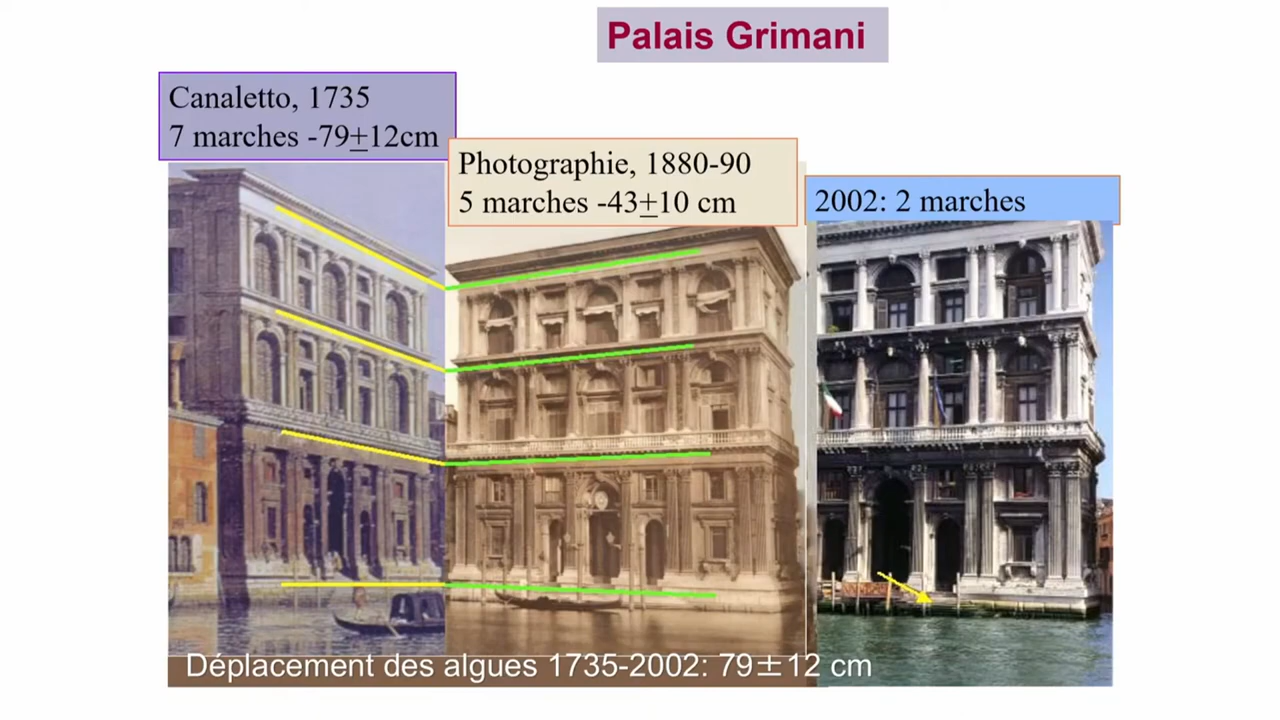 Palais Grimani
Canaletto, 1735
7 marches -79±12cm
Photographie, 1880-90
5 marches -43±10 cm
2002: 2 marches
Déplacement des algues 1735-2002: 79±12 cm